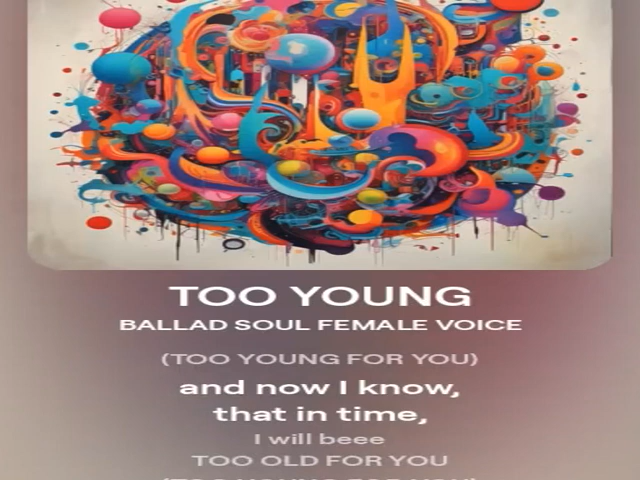 TOO YOUNG
BALLAD SOUL FEMALE VOICE
(TOO YOUNG FOR YOU)
and now I know,
that in time,
I will beee
TOO OLD FOR YOU